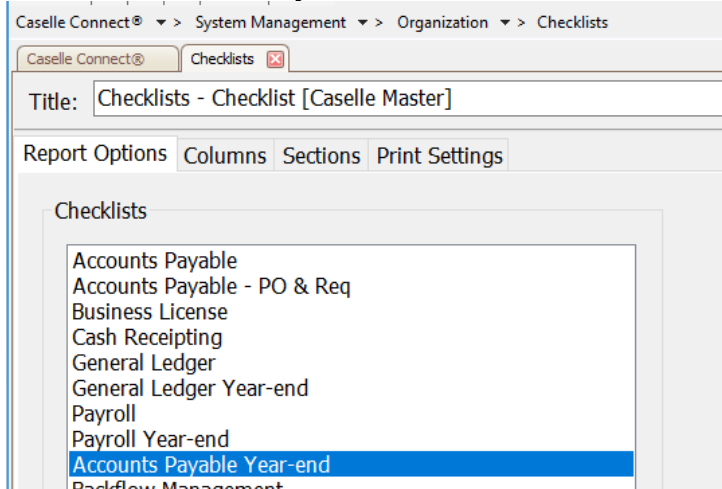 Caselle Connect® ▼ > System Management ▼ > Organization ▼ > Checklists
Caselle Connect® Checklists
Title: Checklists - Checklist [Caselle Master]
Report Options Columns Sections Print Settings
Checklists
Accounts Payable
Accounts Payable - PO & Req
Business License
Cash Receipting
General Ledger
General Ledger Year-end
Payroll
Payroll Year-end
Accounts Payable Year-end
Backflow Management